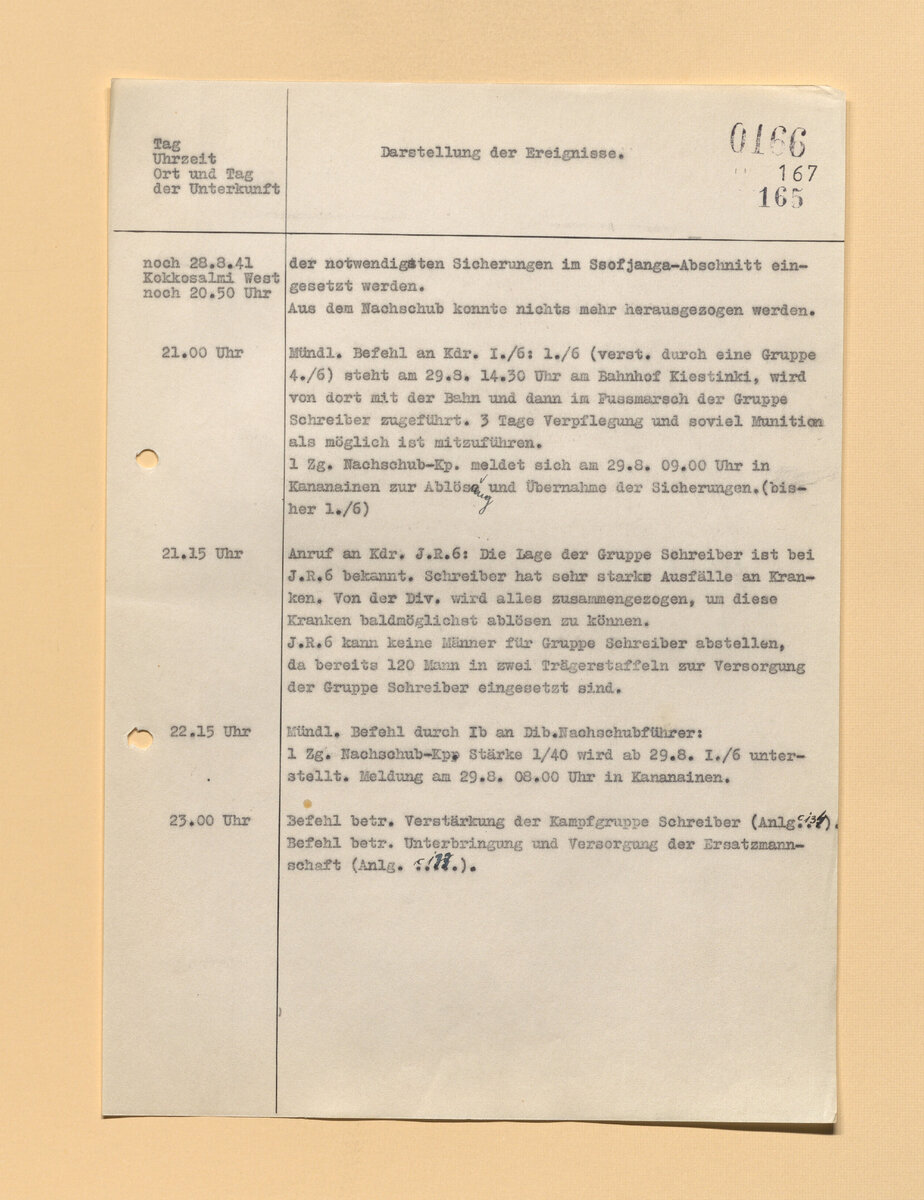 Tag
Uhrzeit
Ort und Tag
der Unterkunft
Darstellung der Ereignisse.
0166
167
165
noch 28.8.41
Kokkosalmi West
noch 20.50 Uhr
der notwendigsten Sicherungen im Ssofjanga-Abschnitt ein-
gesetzt werden.
Aus dem Nachschub konnte nichts mehr herausgezogen werden.
21.00 Uhr
Mündl. Befehl an Kdr. I./6: 1./6 (verst. durch eine Gruppe
4./6) steht am 29.8. 14.30 Uhr am Bahnhof Kiestinki, wird
von dort mit der Bahn und dann im Fussmarsch der Gruppe
Schreiber zugeführt. 3 Tage Verpflegung und soviel Munition
als möglich ist mitzuführen.
1 Zg. Nachschub-Kp. meldet sich am 29.8. 09.00 Uhr in
Kananainen zur Ablösung und Übernahme der Sicherungen.(bis-
her 1./6)
21.15 Uhr
Anruf an Kdr. J.R.6: Die Lage der Gruppe Schreiber ist bei
J.R.6 bekannt. Schreiber hat sehr starke Ausfälle an Kran-
ken. Von der Div. wird alles zusammengezogen, um diese
Kranken baldmöglichst ablösen zu können.
J.R.6 kann keine Männer für Gruppe Schreiber abstellen,
da bereits 120 Mann in zwei Trägerstaffeln zur Versorgung
der Gruppe Schreiber eingesetzt sind.
22.15 Uhr
Mündl. Befehl durch Ib an Dib.Nachschubführer:
1 Zg. Nachschub-Kp. Stärke 1/40 wird ab 29.8. I./6 unter-
stellt. Meldung am 29.8. 08.00 Uhr in Kananainen.
23.00 Uhr
Befehl betr. Verstärkung der Kampfgruppe Schreiber (Anlg.
Befehl betr. Unterbringung und Versorgung der Ersatzmann-
schaft (Anlg.